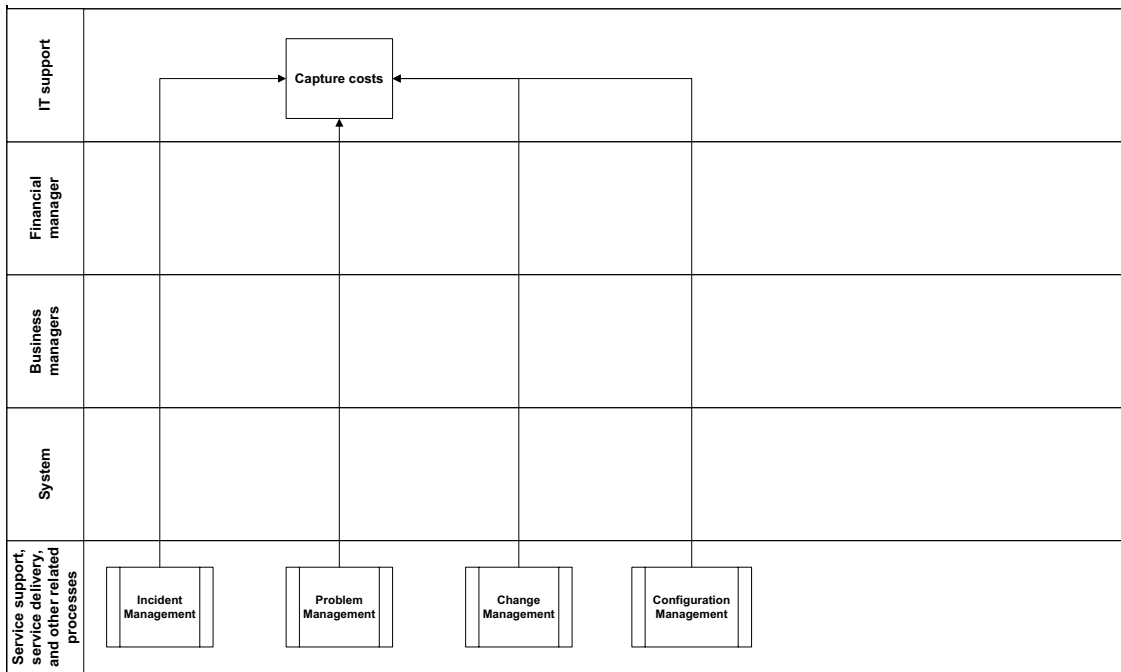 IT support
Capture costs
Financial
manager
Business
managers
System
Service support,
service delivery,
and other related
processes
Incident
Management
Problem
Management
Change
Management
Configuration
Management